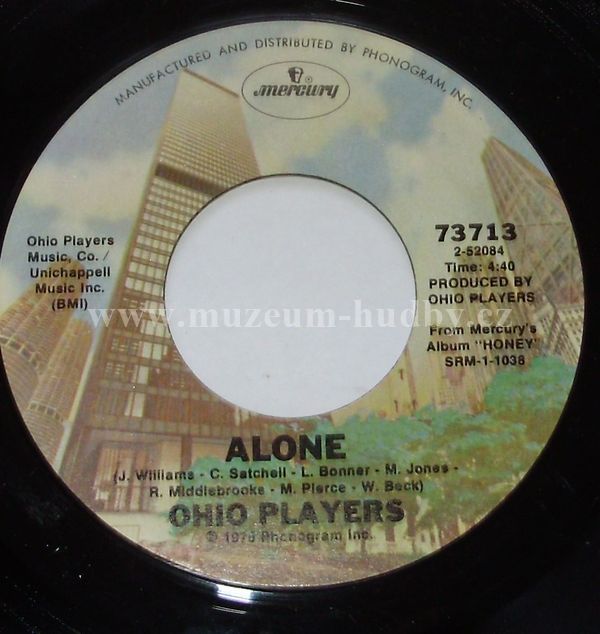 MANUFACTURED AND DISTRIBUTED BY PHONOGRAM, INC.
mercury
Ohio Players
Music, Co. /
Unichappell
Music Inc.
(BMI)
73713
2-52084
Time: 4:40
PRODUCED BY
OHIO PLAYERS
From Mercury's
Album "HONEY"
SRM-1-1038
www.muzeum-hudby.cz
ALONE
(J. Williams - C. Satchell - L. Bonner - M. Jones -
R. Middlebrooks - M. Pierce - W. Beck)
OHIO PLAYERS
℗ 1975 Phonogram Inc.